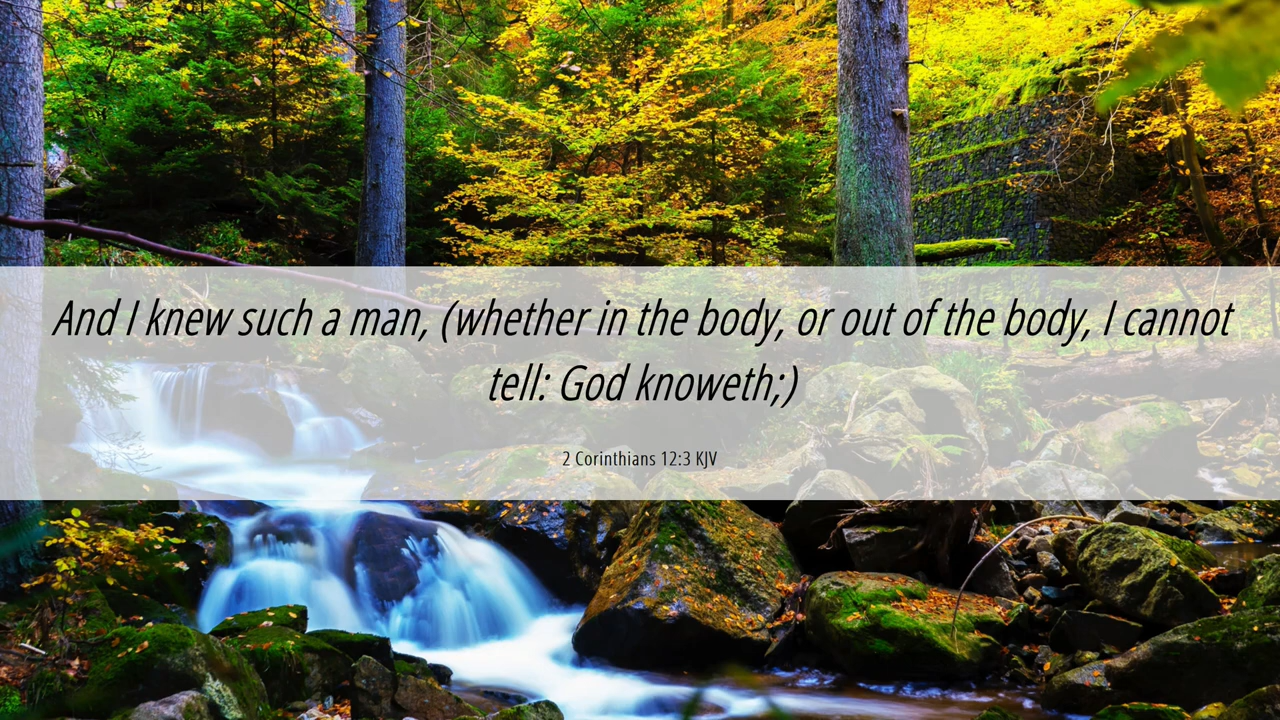 And I knew such a man, (whether in the body, or out of the body, I cannot
tell: God knoweth;)
2 Corinthians 12:3 KJV